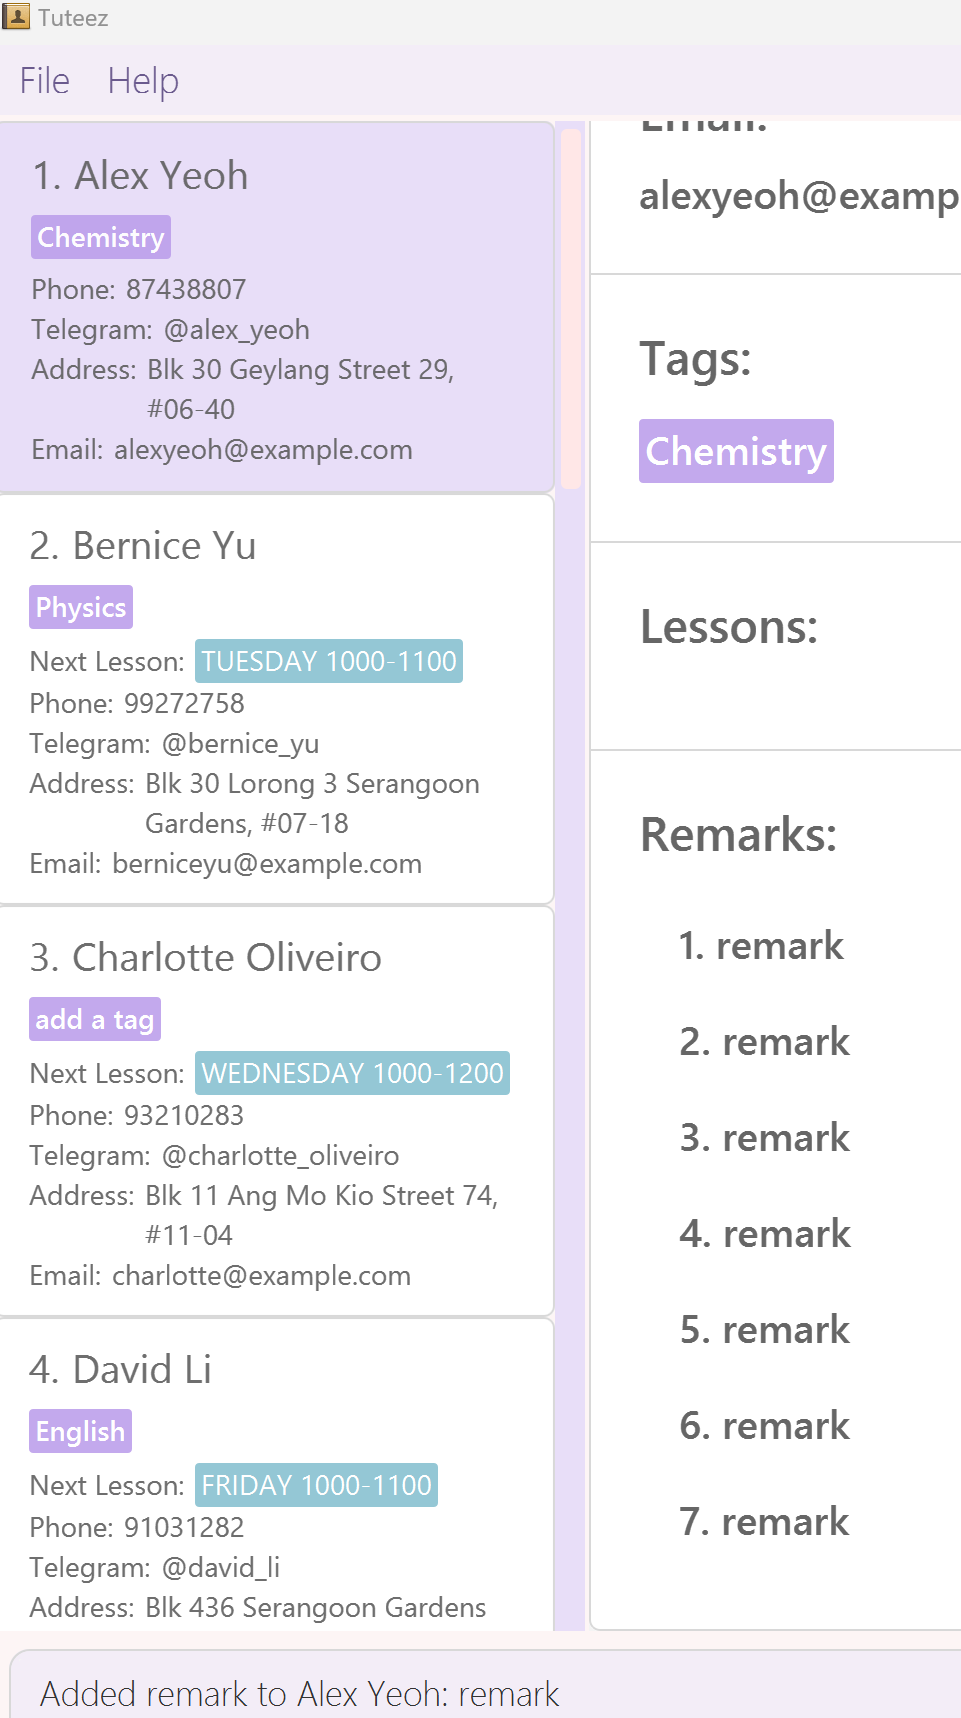 Tuteez
File Help
1. Alex Yeoh
Chemistry
Phone: 87438807
Telegram: @alex_yeoh
Address: Blk 30 Geylang Street 29,
#06-40
Email: alexyeoh@example.com
2. Bernice Yu
Physics
Next Lesson: TUESDAY 1000-1100
Phone: 99272758
Telegram: @bernice_yu
Address: Blk 30 Lorong 3 Serangoon
Gardens, #07-18
Email: berniceyu@example.com
3. Charlotte Oliveiro
add a tag
Next Lesson: WEDNESDAY 1000-1200
Phone: 93210283
Telegram: @charlotte_oliveiro
Address: Blk 11 Ang Mo Kio Street 74,
#11-04
Email: charlotte@example.com
4. David Li
English
Next Lesson: FRIDAY 1000-1100
Phone: 91031282
Telegram: @david_li
Address: Blk 436 Serangoon Gardens
Email:
alexyeoh@examp
Tags:
Chemistry
Lessons:
Remarks:
1. remark
2. remark
3. remark
4. remark
5. remark
6. remark
7. remark
Added remark to Alex Yeoh: remark